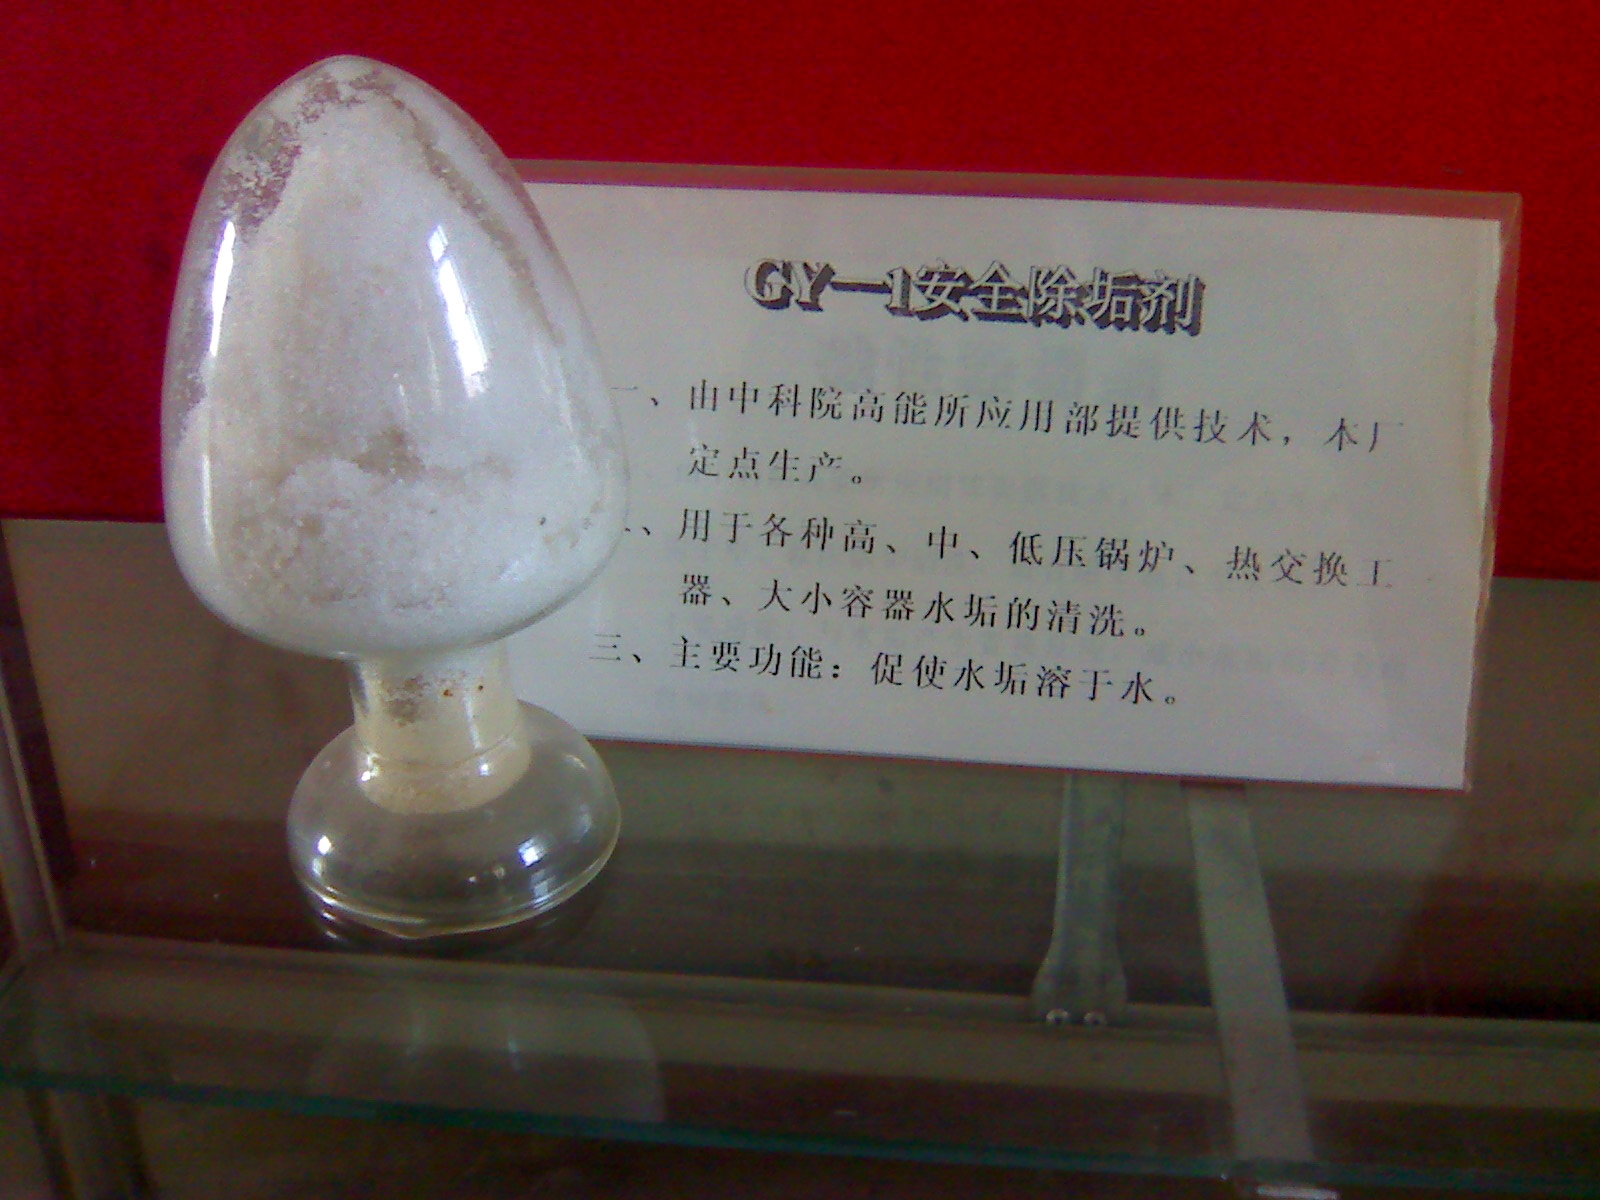 GY—1安全除垢剂
一、由中科院高能所应用部提供技术，本厂
定点生产。
二、用于各种高、中、低压锅炉、热交换工
器、大小容器水垢的清洗。
三、主要功能：促使水垢溶于水。